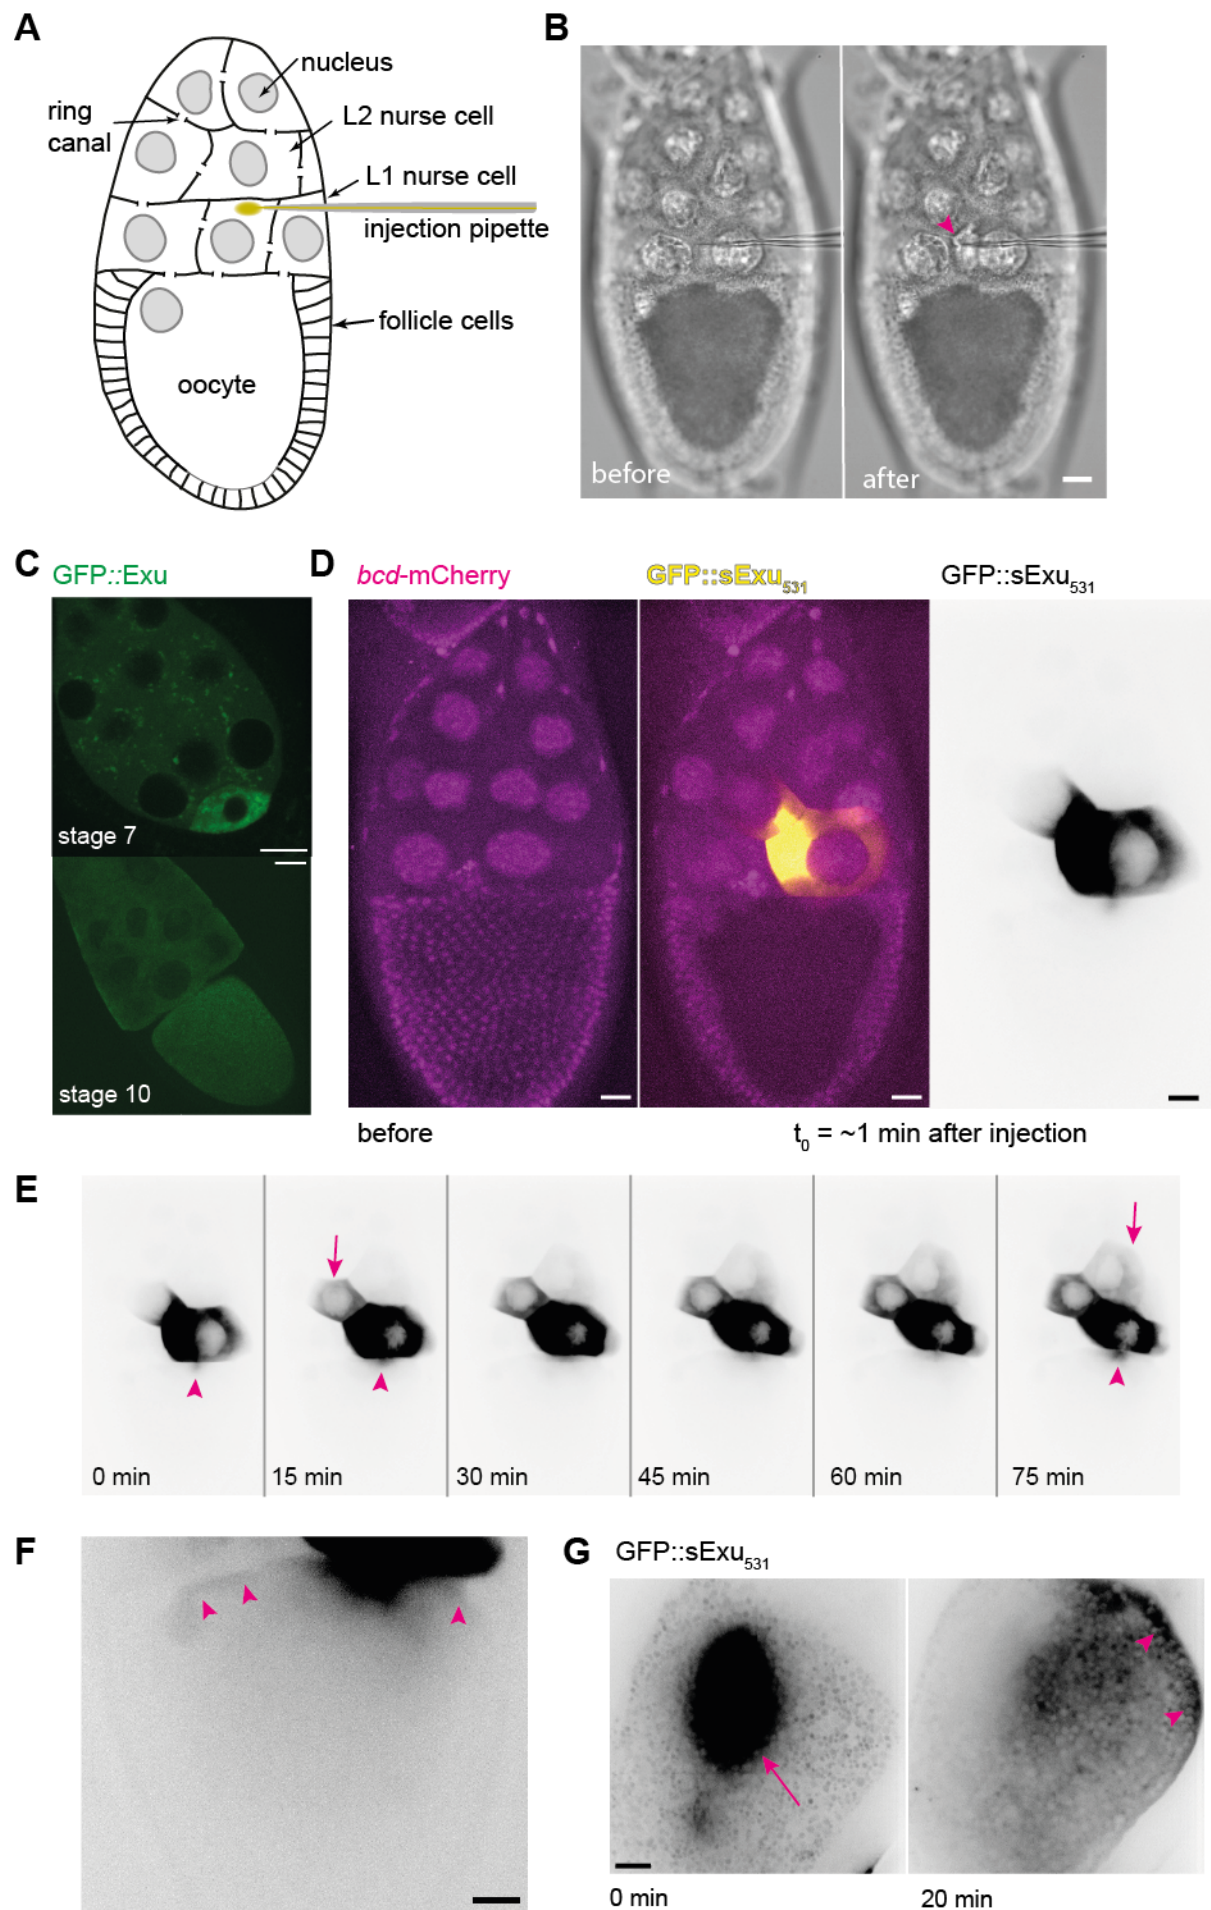 A
nucleus
ring
canal
L2 nurse cell
L1 nurse cell
injection pipette
follicle cells
oocyte
B
before
after
C
GFP::Exu
stage 7
stage 10
D
bcd-mCherry
GFP::sExu531
GFP::sExu531
before
t0 = ~1 min after injection
E
0 min
15 min
30 min
45 min
60 min
75 min
F
G
GFP::sExu531
0 min
20 min